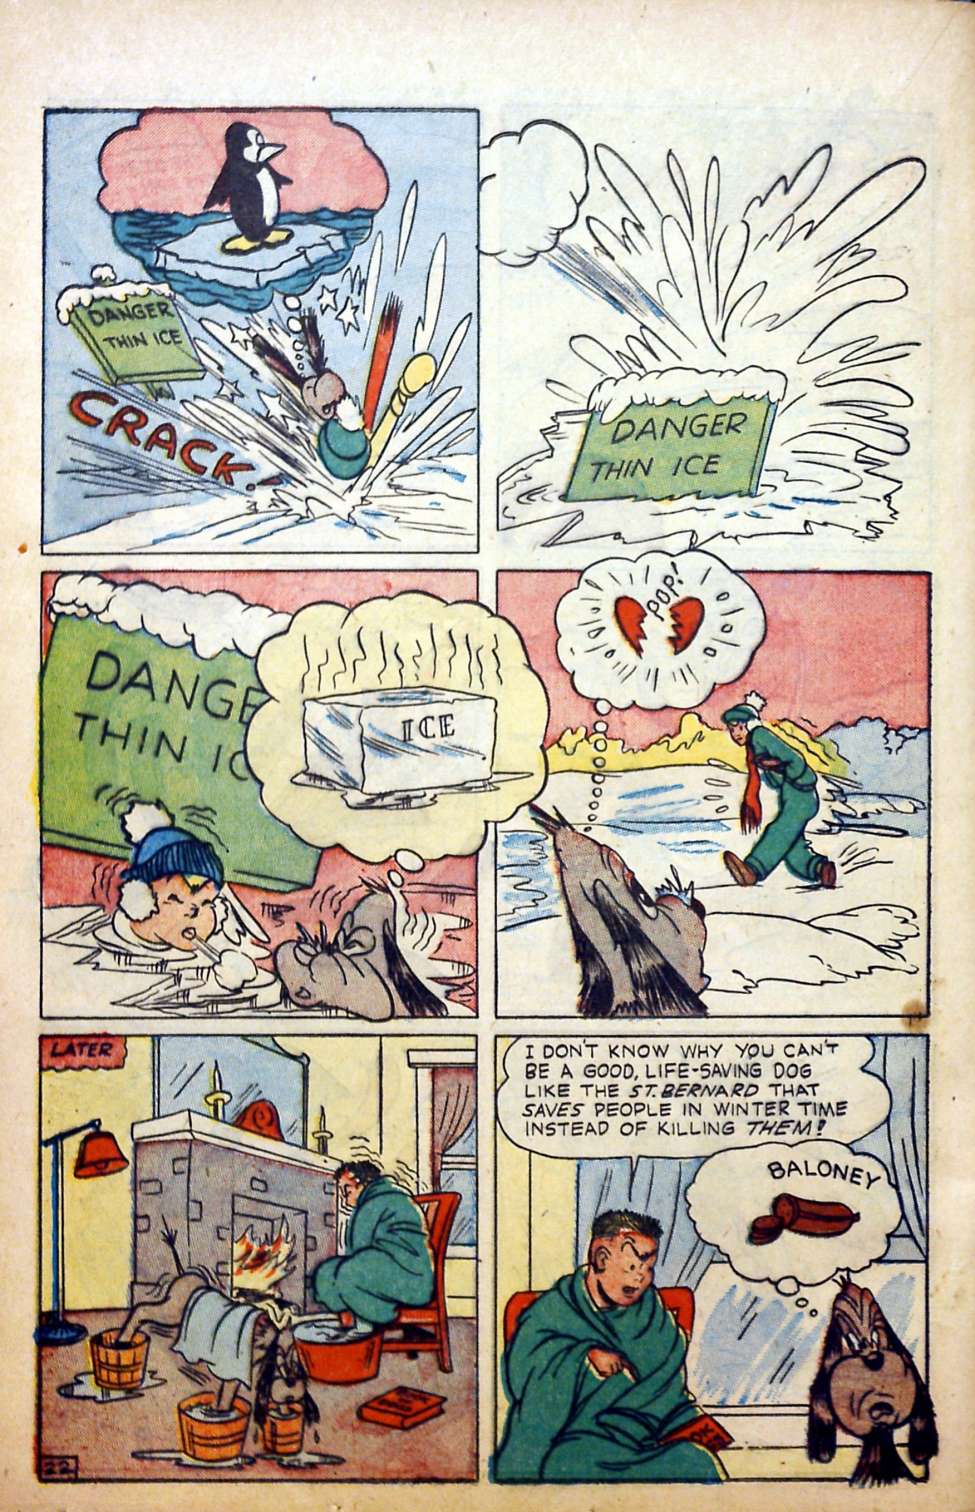 DANGER
THIN ICE
CRACK!
DANGER
THIN ICE
DANGE
THIN IC
ICE
POP!
LATER
22
I DON'T KNOW WHY YOU CAN'T
BE A GOOD, LIFE-SAVING DOG
LIKE THE ST. BERNARD THAT
SAVES PEOPLE IN WINTER TIME
INSTEAD OF KILLING THEM!
BALONEY